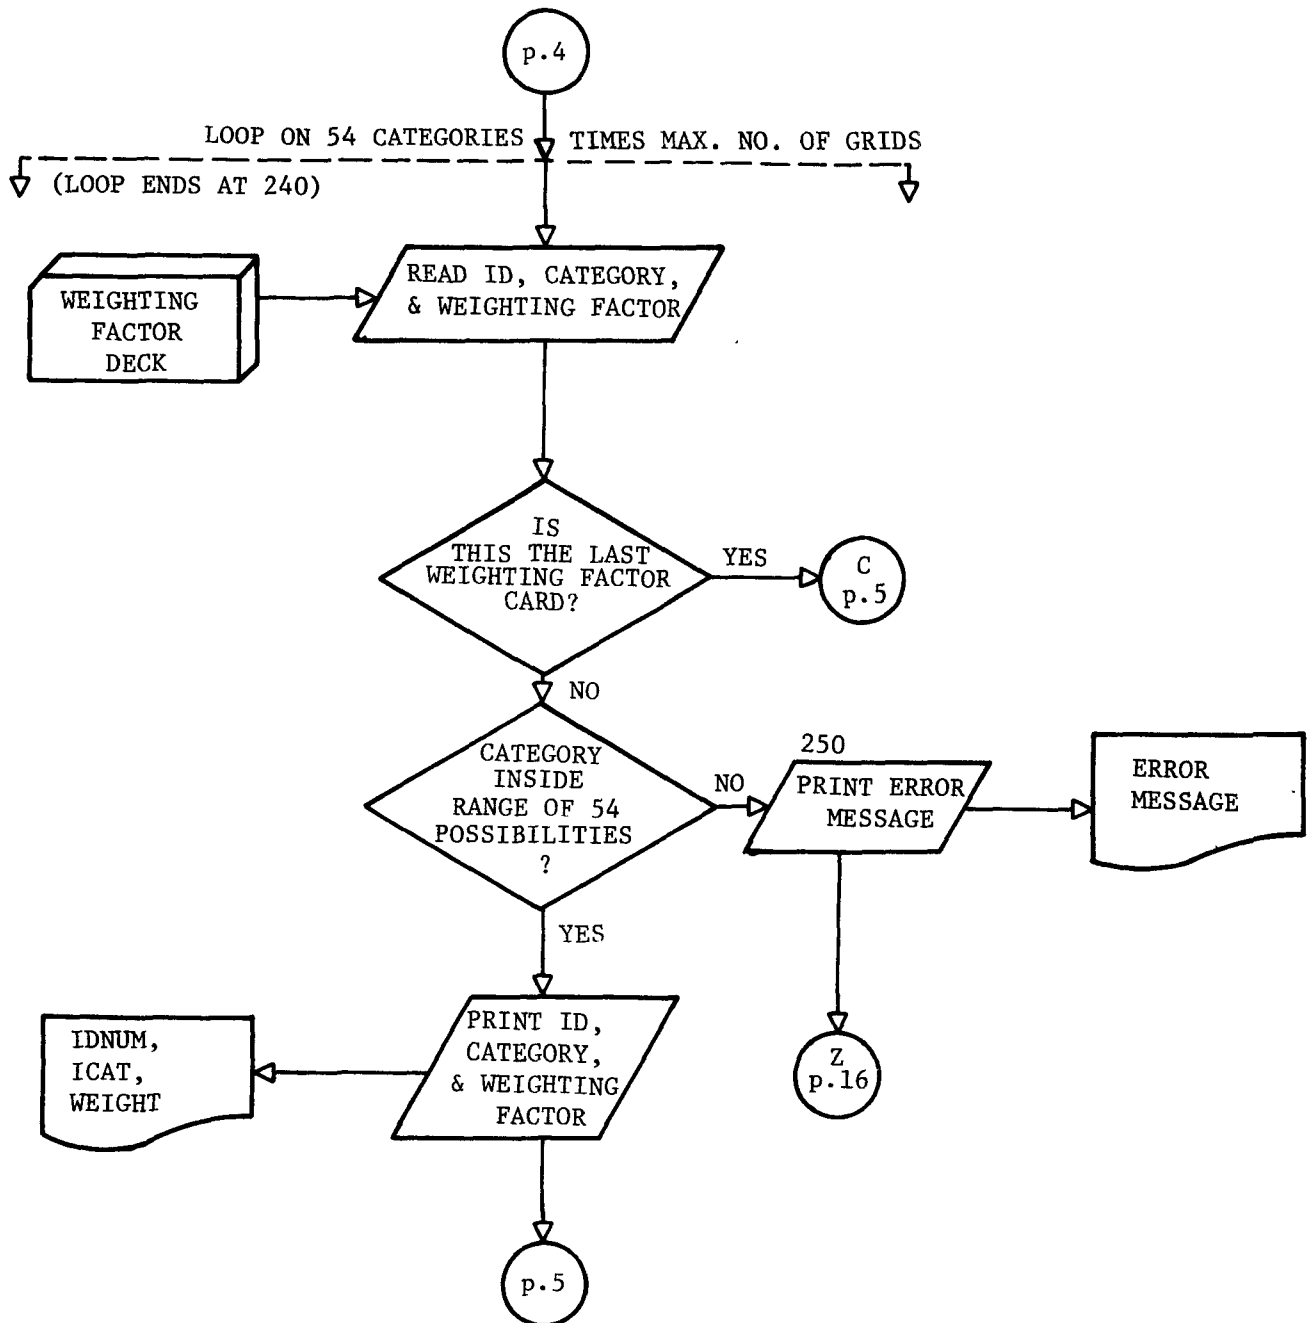 p.4
LOOP ON 54 CATEGORIES TIMES MAX. NO. OF GRIDS
(LOOP ENDS AT 240)
WEIGHTING
FACTOR
DECK
READ ID, CATEGORY,
& WEIGHTING FACTOR
IS
THIS THE LAST
WEIGHTING FACTOR
CARD?
YES
C
p.5
NO
CATEGORY
INSIDE
RANGE OF 54
POSSIBILITIES
?
NO
250
PRINT ERROR
MESSAGE
ERROR
MESSAGE
YES
Z
p.16
PRINT ID,
CATEGORY,
& WEIGHTING
FACTOR
IDNUM,
ICAT,
WEIGHT
p.5